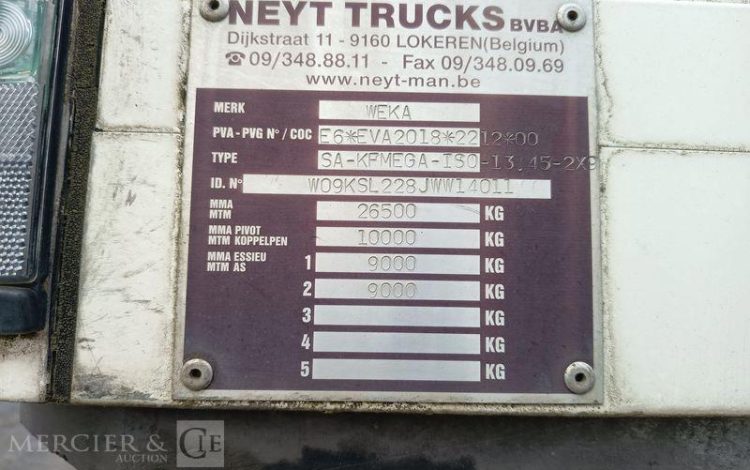 NEYT TRUCKS BVBA
Dijkstraat 11 - 9160 LOKEREN(Belgium)
☎09/348.88.11 - Fax 09/348.09.69
www.neyt-man.be
MERK WEKA
PVA - PVG N° / COC E6*EVA2018*2212*00
TYPE SA-KFMEGA-ISO-13,45-2X9
ID. N° W09KSL228JWW14011
MMA
MTM 26500 KG
MMA PIVOT
MTM KOPPELPEN 10000 KG
MMA ESSIEU
MTM AS 1 9000 KG
2 9000 KG
3 KG
4 KG
5 KG
MERCIER & CIE
AUCTION